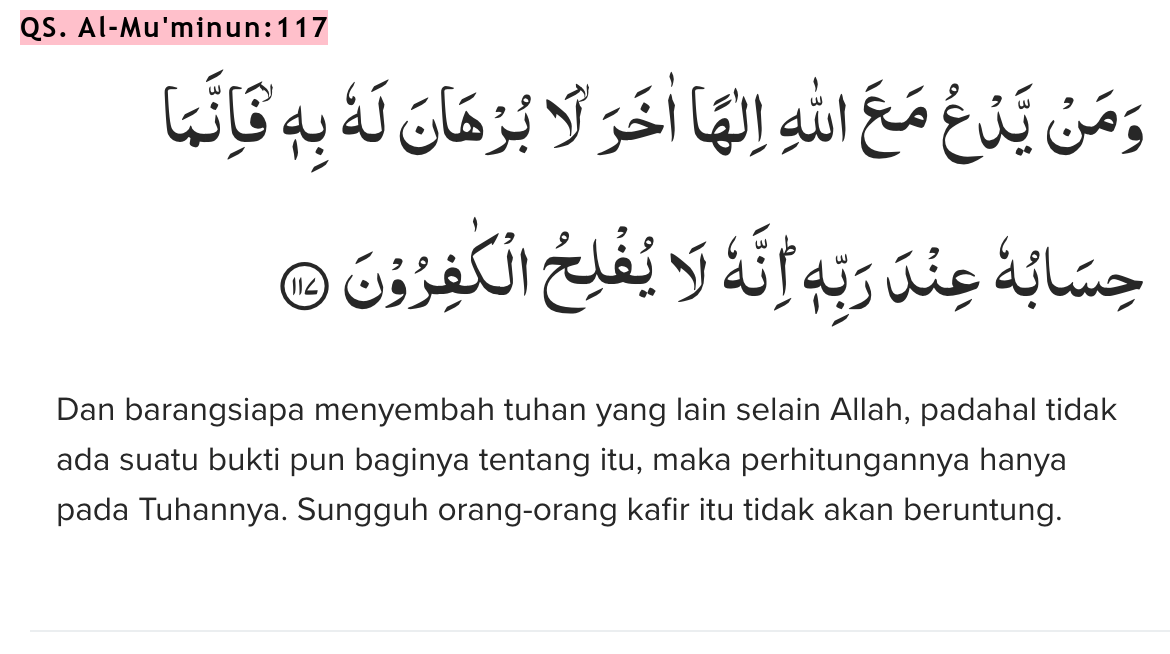 QS. Al-Mu'minun:117
وَمَنْ يَّدْعُ مَعَ اللّٰهِ اِلٰهًا اٰخَرَ لَا ۙبُرْهَانَ لَهٗ بِهٖۙ فَاِنَّمَا
حِسَابُهٗ عِنْدَ رَبِّهٖۗ اِنَّهٗ لَا يُفْلِحُ الْكٰفِرُوْنَ ١١٧
Dan barangsiapa menyembah tuhan yang lain selain Allah, padahal tidak
ada suatu bukti pun baginya tentang itu, maka perhitungannya hanya
pada Tuhannya. Sungguh orang-orang kafir itu tidak akan beruntung.